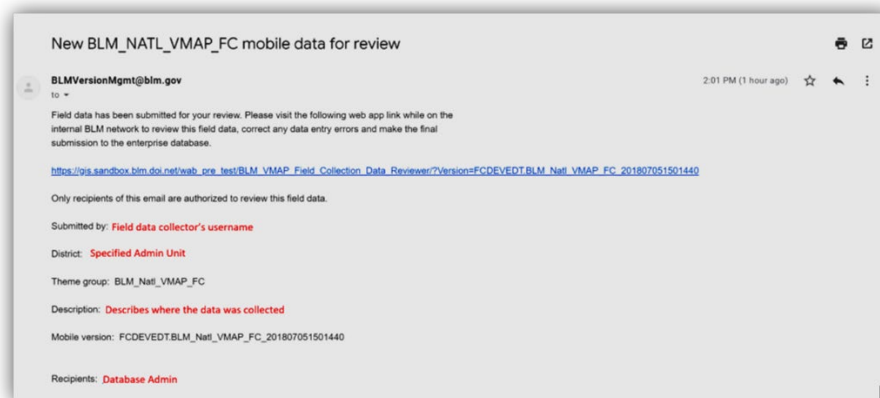 New BLM_NATL_VMAP_FC mobile data for review
BLMVersionMgmt@blm.gov
2:01 PM (1 hour ago)
to
Field data has been submitted for your review. Please visit the following web app link while on the
internal BLM network to review this field data, correct any data entry errors and make the final
submission to the enterprise database.
https://gis.sandbox.blm.doi.net/wab_pre_test/BLM_VMAP_Field_Collection_Data_Reviewer/?Version=FCDEVEDT.BLM_Natl_VMAP_FC_201807051501440
Only recipients of this email are authorized to review this field data.
Submitted by: Field data collector's username
District: Specified Admin Unit
Theme group: BLM_Natl_VMAP_FC
Description: Describes where the data was collected
Mobile version: FCDEVEDT.BLM_Natl_VMAP_FC_201807051501440
Recipients: Database Admin